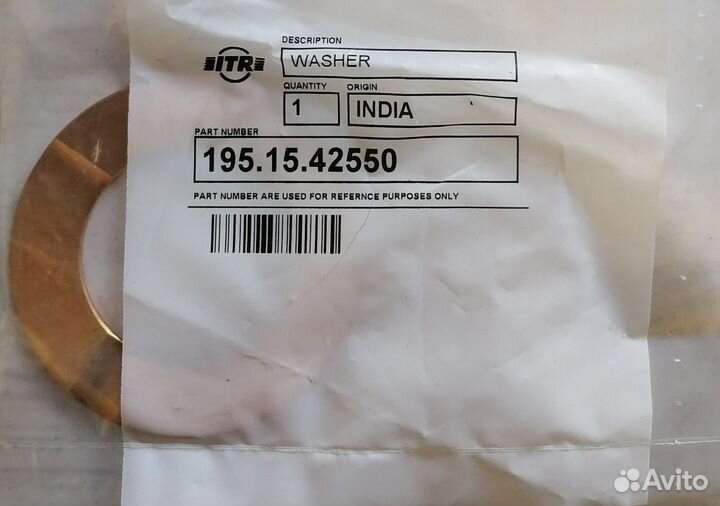 ITR
DESCRIPTION
WASHER
QUANTITY ORIGIN
1 INDIA
PART NUMBER
195.15.42550
PART NUMBER ARE USED FOR REFERNCE PURPOSES ONLY
Avito